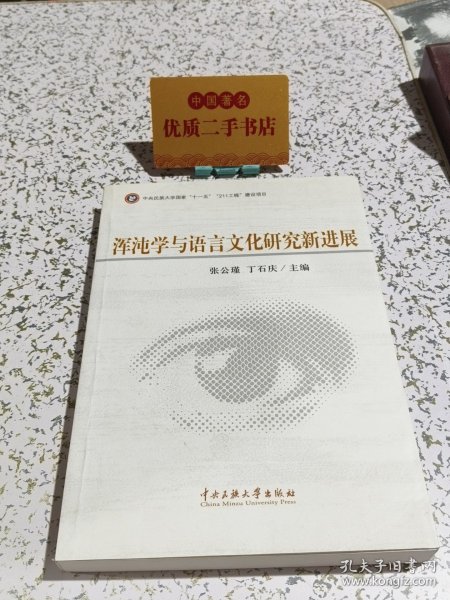 中国著名
优质二手书店
中央民族大学国家“十一五”“211工程”建设项目
浑沌学与语言文化研究新进展
张公瑾 丁石庆/主编
中央民族大学出版社
China Minzu University Press
孔夫子旧书网
www.kongfz.com